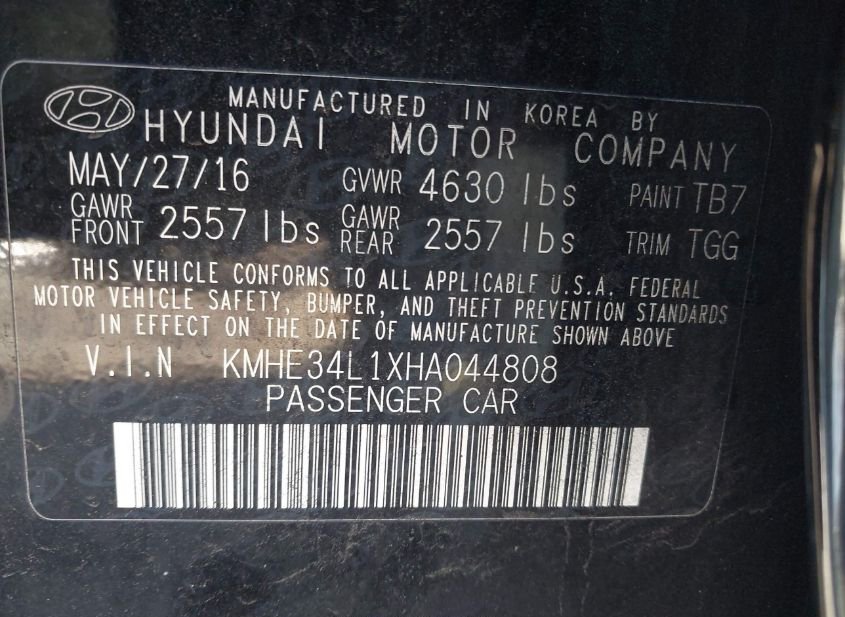 MANUFACTURED IN KOREA BY
HYUNDAI MOTOR COMPANY
MAY/27/16 GVWR 4630 lbs PAINT TB7
GAWR FRONT 2557 lbs GAWR REAR 2557 lbs TRIM TGG
THIS VEHICLE CONFORMS TO ALL APPLICABLE U.S.A. FEDERAL
MOTOR VEHICLE SAFETY, BUMPER, AND THEFT PREVENTION STANDARDS
IN EFFECT ON THE DATE OF MANUFACTURE SHOWN ABOVE
V.I.N KMHE34L1XHA044808
PASSENGER CAR